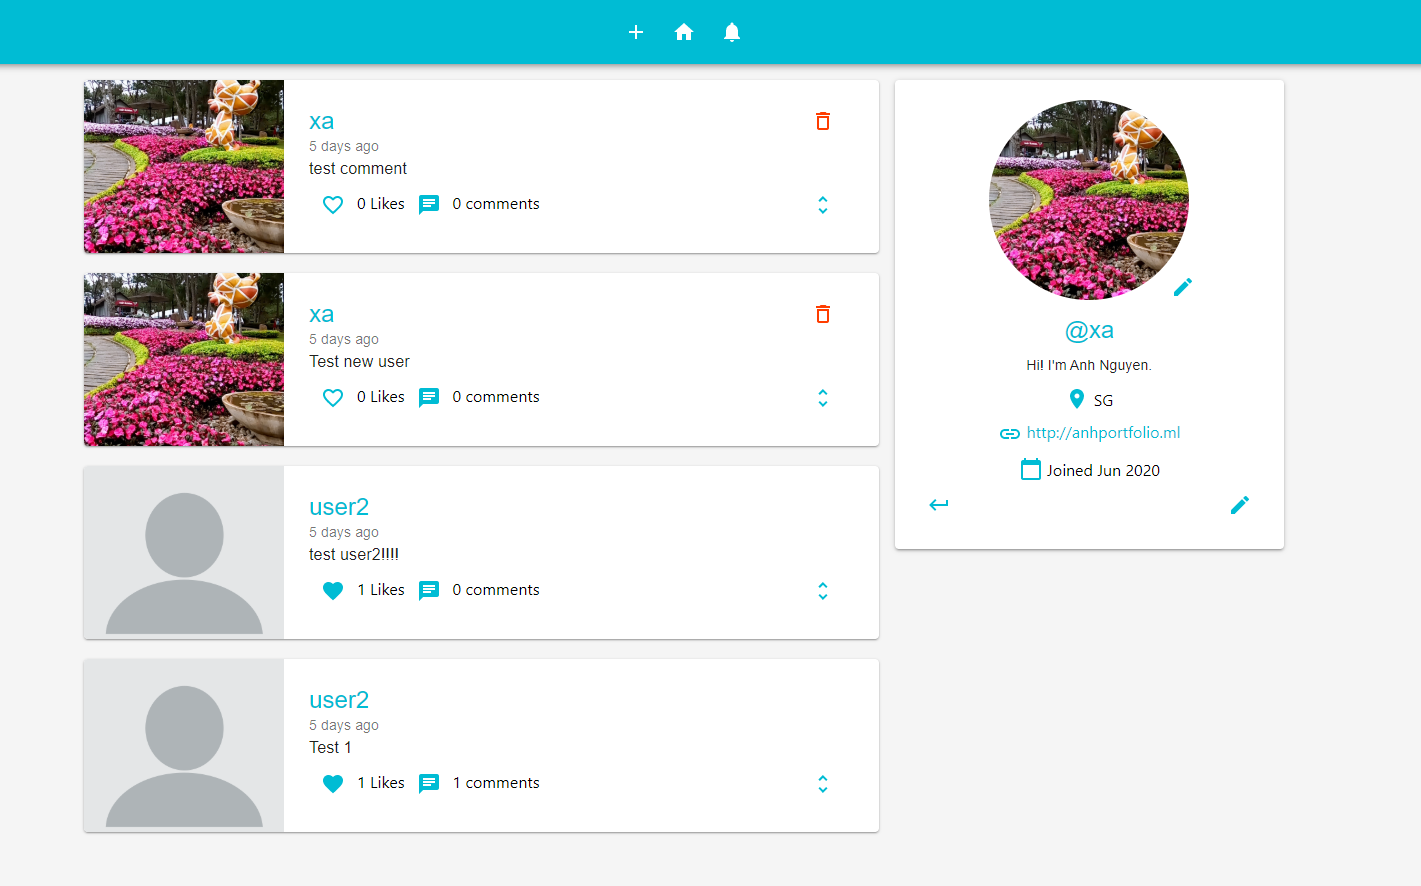 xa
5 days ago
test comment
0 Likes 0 comments
xa
5 days ago
Test new user
0 Likes 0 comments
user2
5 days ago
test user2!!!!
1 Likes 0 comments
user2
5 days ago
Test 1
1 Likes 1 comments
@xa
Hi! I'm Anh Nguyen.
SG
http://anhportfolio.ml
Joined Jun 2020